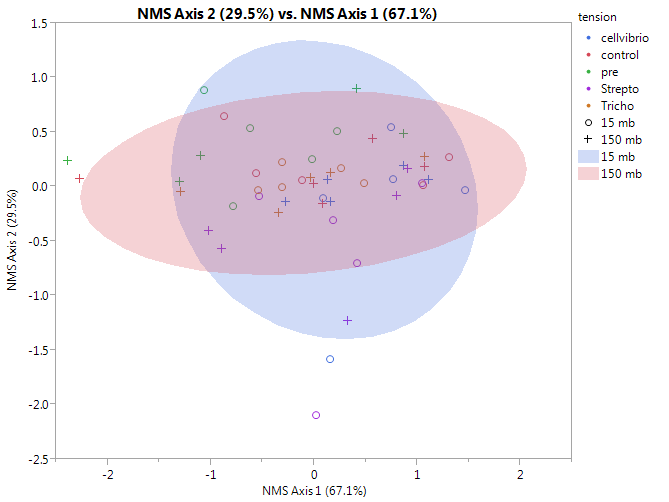 NMS Axis 2 (29.5%) vs. NMS Axis 1 (67.1%)
tension
cellvibrio
control
pre
Strepto
Tricho
15 mb
150 mb
15 mb
150 mb
NMS Axis 2 (29.5%)
1.5
1.0
0.5
0.0
-0.5
-1.0
-1.5
-2.0
-2.5
-2 -1 0 1 2
NMS Axis 1 (67.1%)